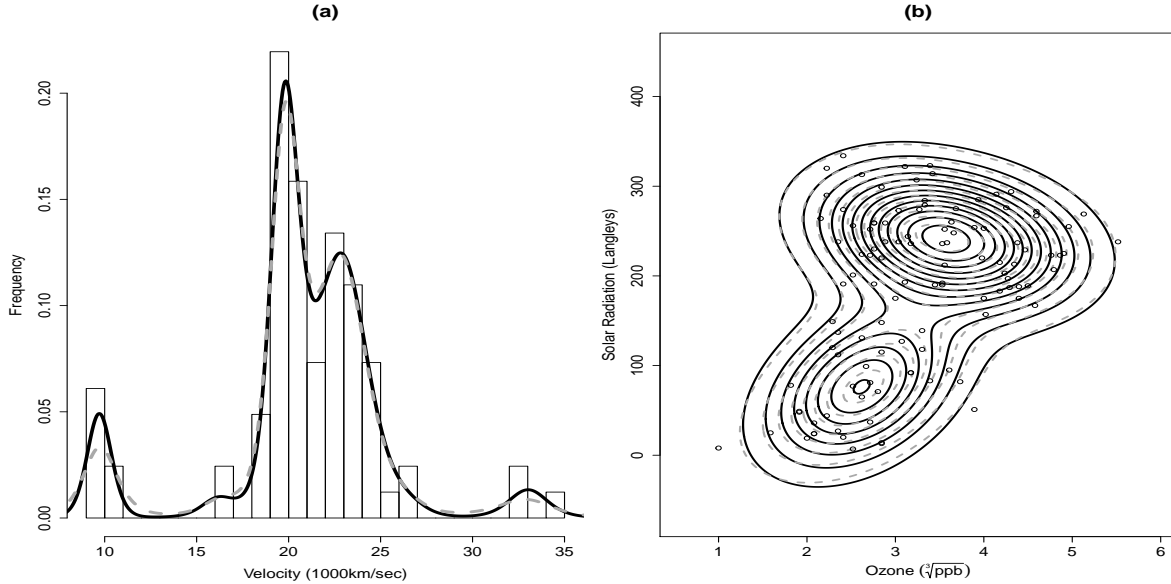 (a)
Frequency
0.20
0.15
0.10
0.05
0.00
10 15 20 25 30 35
Velocity (1000km/sec)
(b)
Solar Radiation (Langleys)
400
300
200
100
0
1 2 3 4 5 6
Ozone (∛ppb)